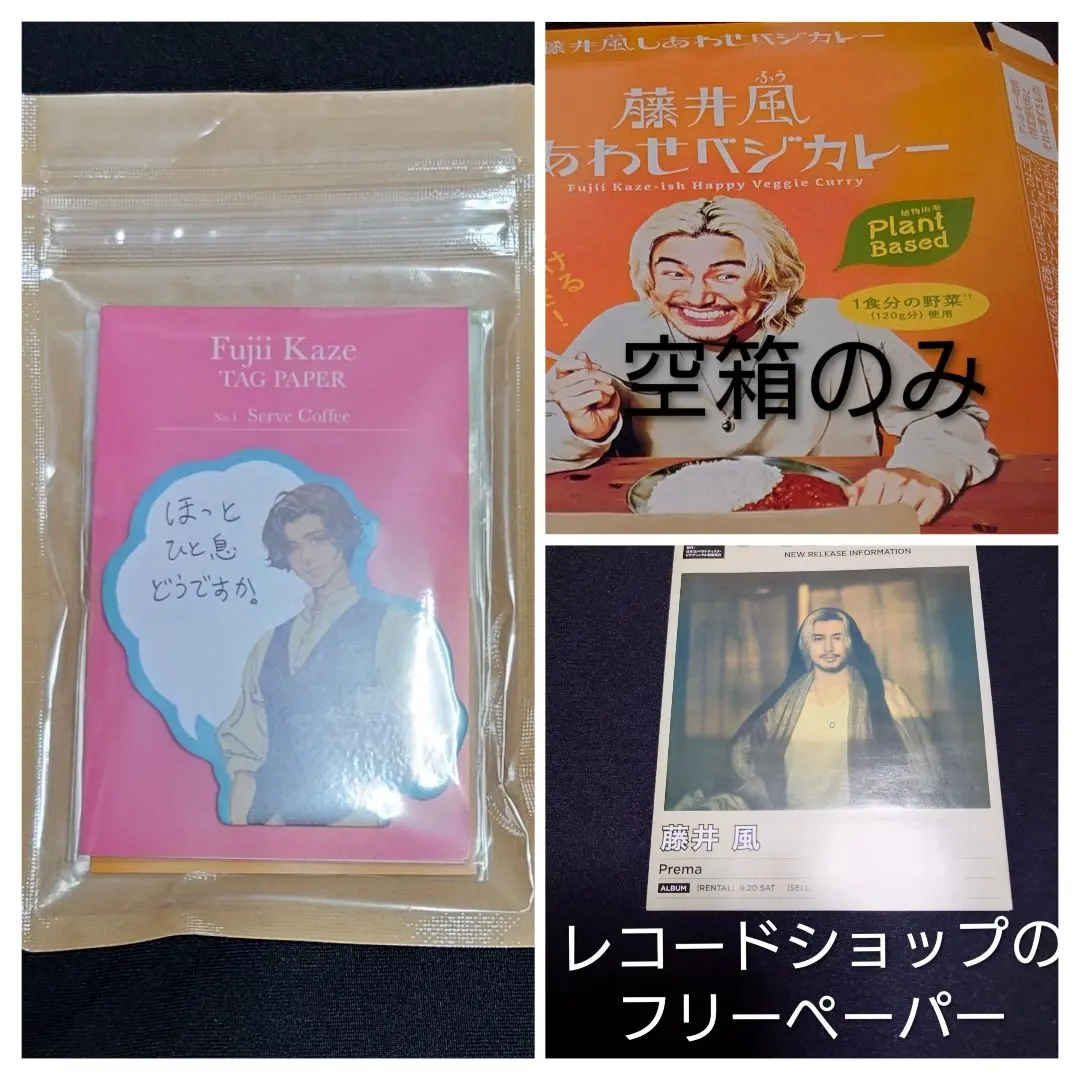 Fujii Kaze
TAG PAPER
No.1 Serve Coffee
ほっと
ひと息
どうですか。
藤井風しあわせベジカレー
ふう
藤井風
あわせベジカレー
Fujii Kaze-ish Happy Veggie Curry
植物由来
Plant
Based
1食分の野菜*1
(120g分) 使用
空箱のみ
NEW RELEASE INFORMATION
藤井 風
Prema
ALBUM |RENTAL| 9.20 SAT |SELL
レコードショップの
フリーペーパー